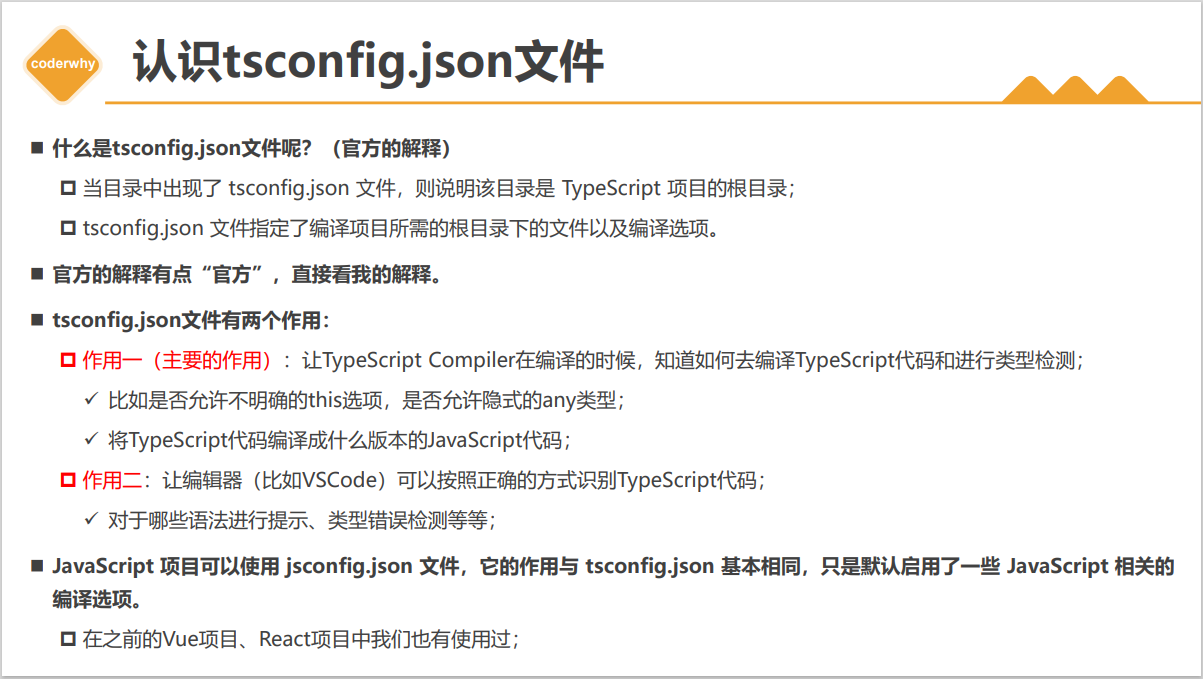 coderwhy
认识tsconfig.json文件
什么是tsconfig.json文件呢？（官方的解释）
当目录中出现了 tsconfig.json 文件，则说明该目录是 TypeScript 项目的根目录；
tsconfig.json 文件指定了编译项目所需的根目录下的文件以及编译选项。
官方的解释有点“官方”，直接看我的解释。
tsconfig.json文件有两个作用：
作用一（主要的作用）：让TypeScript Compiler在编译的时候，知道如何去编译TypeScript代码和进行类型检测；
比如是否允许不明确的this选项，是否允许隐式的any类型；
将TypeScript代码编译成什么版本的JavaScript代码；
作用二：让编辑器（比如VSCode）可以按照正确的方式识别TypeScript代码；
对于哪些语法进行提示、类型错误检测等等；
JavaScript 项目可以使用 jsconfig.json 文件，它的作用与 tsconfig.json 基本相同，只是默认启用了一些 JavaScript 相关的
编译选项。
在之前的Vue项目、React项目中我们也有使用过；